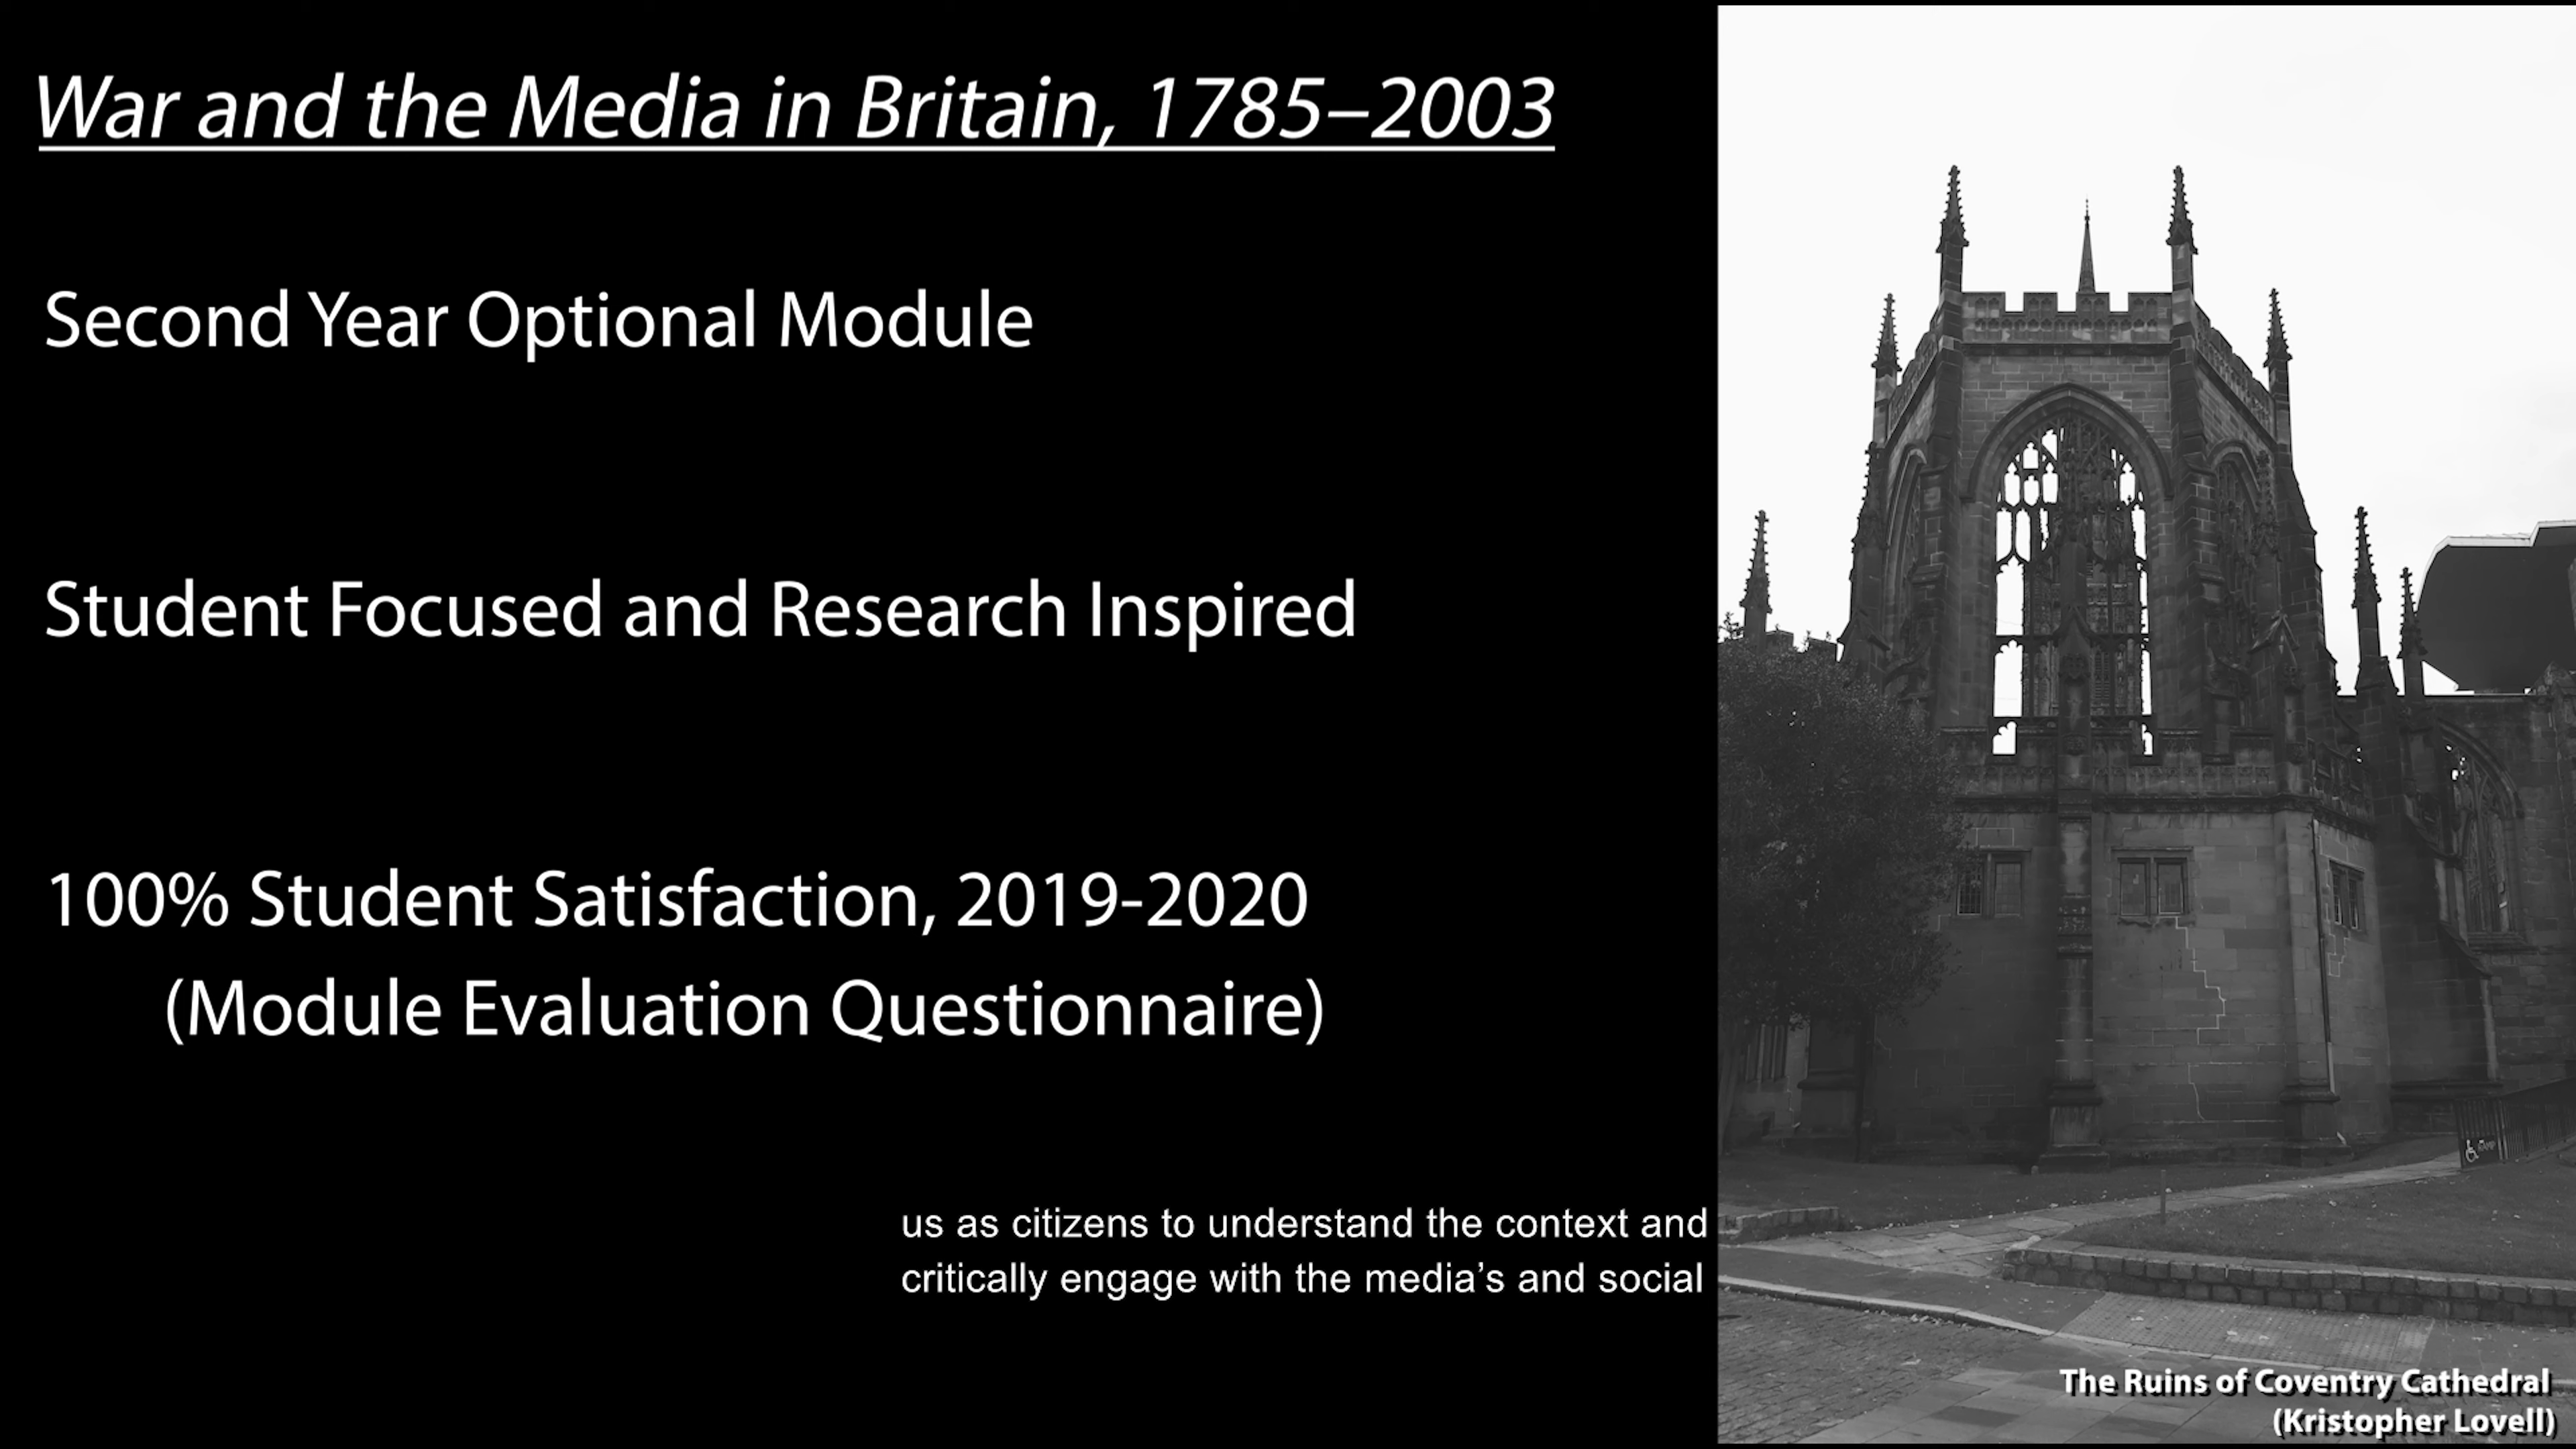 War and the Media in Britain, 1785–2003
Second Year Optional Module
Student Focused and Research Inspired
100% Student Satisfaction, 2019-2020
(Module Evaluation Questionnaire)
us as citizens to understand the context and
critically engage with the media’s and social
The Ruins of Coventry Cathedral
(Kristopher Lovell)